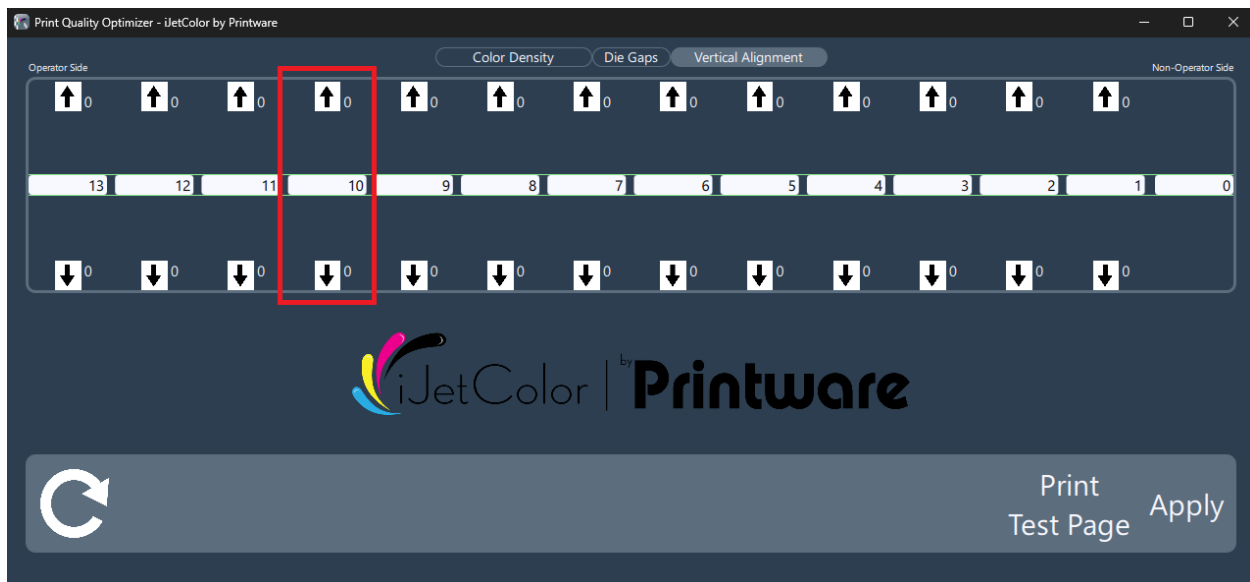 Print Quality Optimizer - iJetColor by Printware
Color Density Die Gaps Vertical Alignment
Operator Side Non-Operator Side
0 0 0 0 0 0 0 0 0 0 0 0 0
13 12 11 10 9 8 7 6 5 4 3 2 1 0
0 0 0 0 0 0 0 0 0 0 0 0 0
iJetColor | by Printware
Print
Test Page
Apply